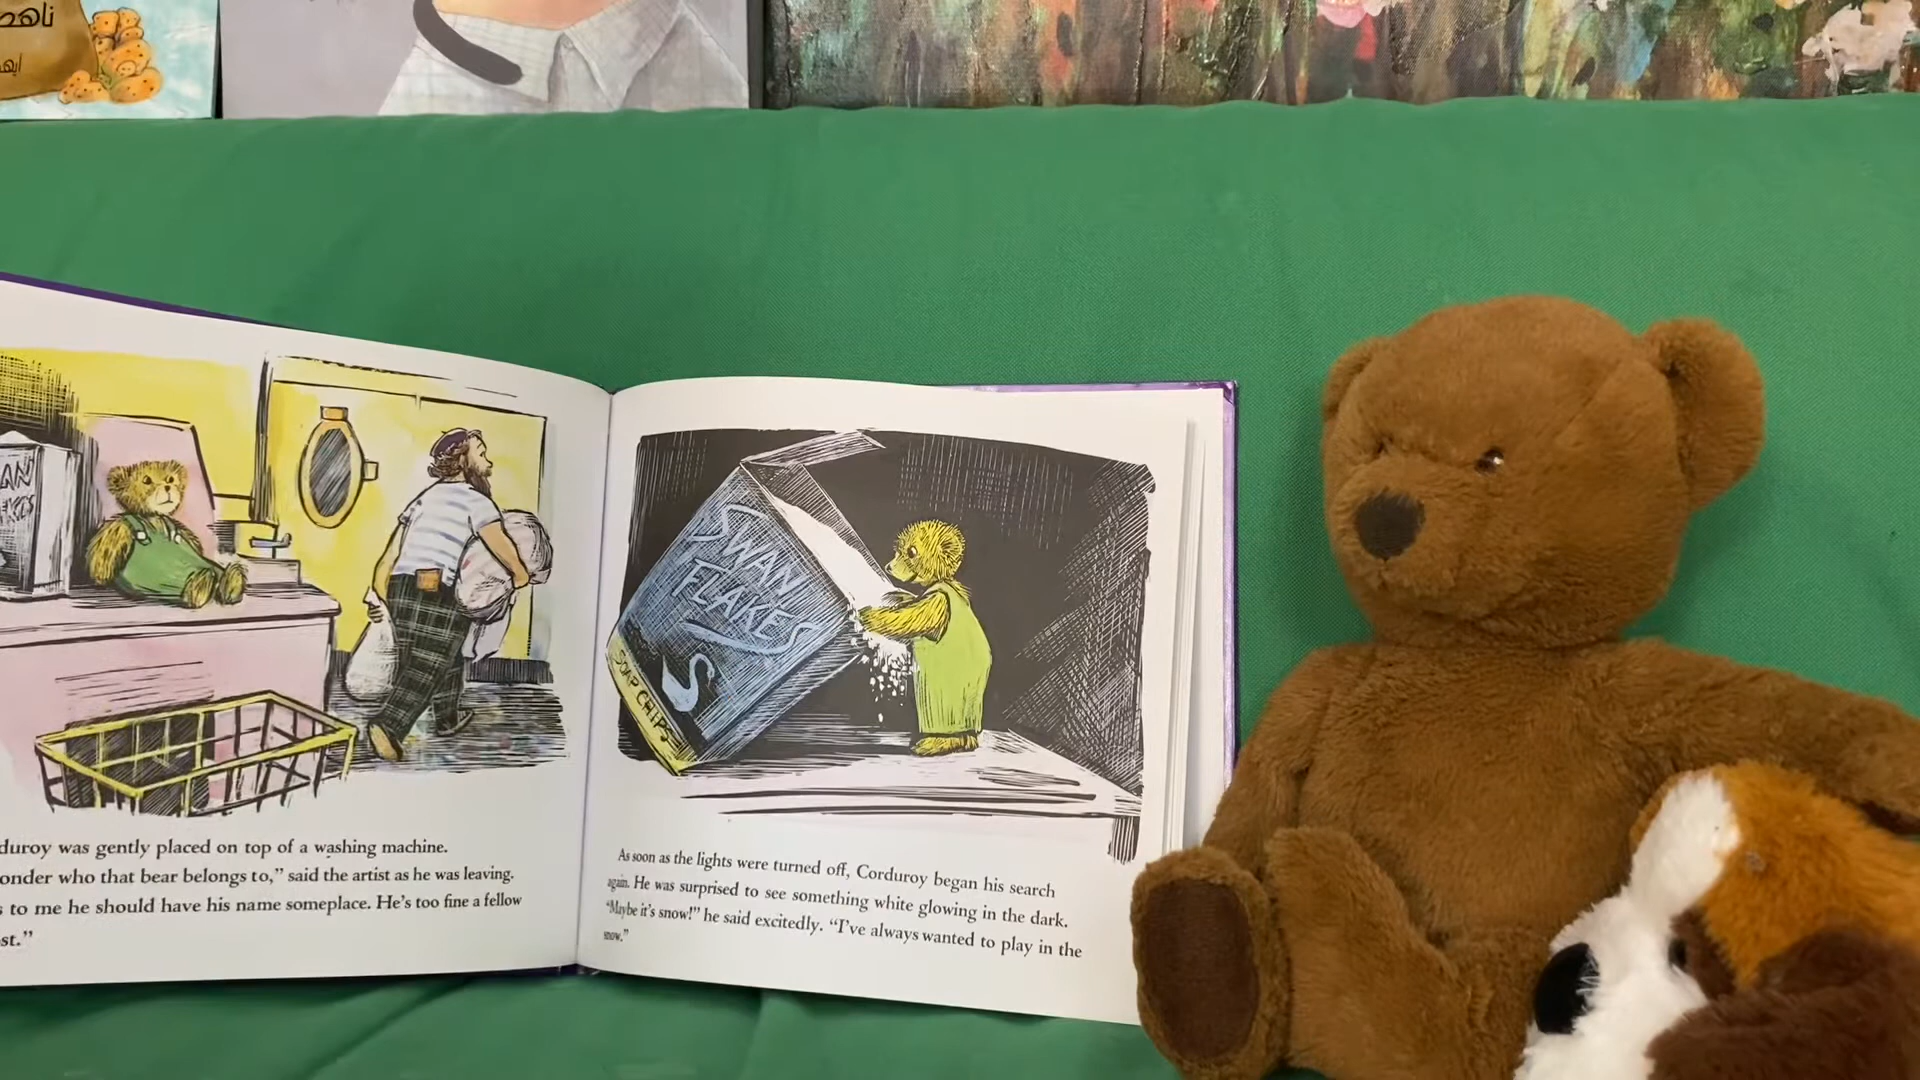 ناهد
AN
duroy was gently placed on top of a washing machine.
onder who that bear belongs to,” said the artist as he was leaving.
s to me he should have his name someplace. He’s too fine a fellow
st.”
SWAN
FLAKES
SOAP CHIPS
As soon as the lights were turned off, Corduroy began his search
again. He was surprised to see something white glowing in the dark.
“Maybe it’s snow!” he said excitedly. “I’ve always wanted to play in the
snow.”